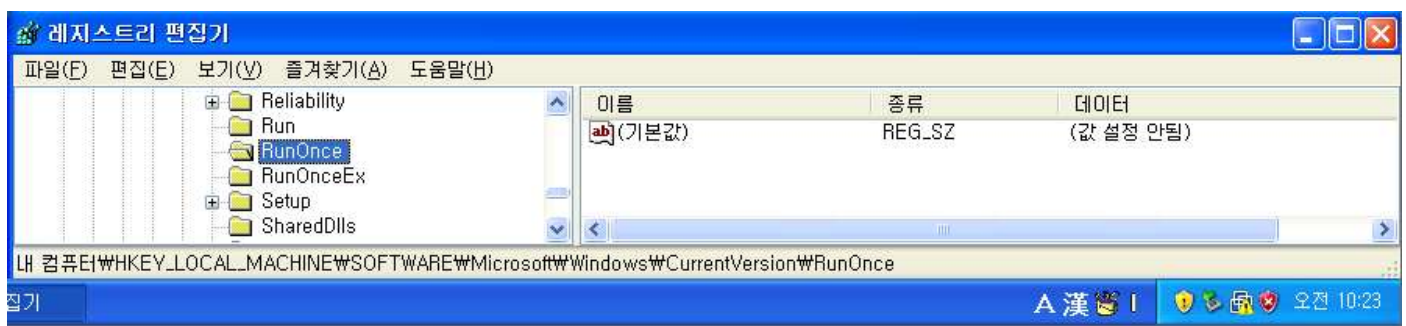 레지스트리 편집기
파일(F) 편집(E) 보기(V) 즐겨찾기(A) 도움말(H)
Reliability
Run
RunOnce
RunOnceEx
Setup
SharedDlls
이름 종류 데이터
ab (기본값) REG_SZ (값 설정 안됨)
내 컴퓨터₩HKEY_LOCAL_MACHINE₩SOFTWARE₩Microsoft₩Windows₩CurrentVersion₩RunOnce
집기 A 漢 오전 10:23